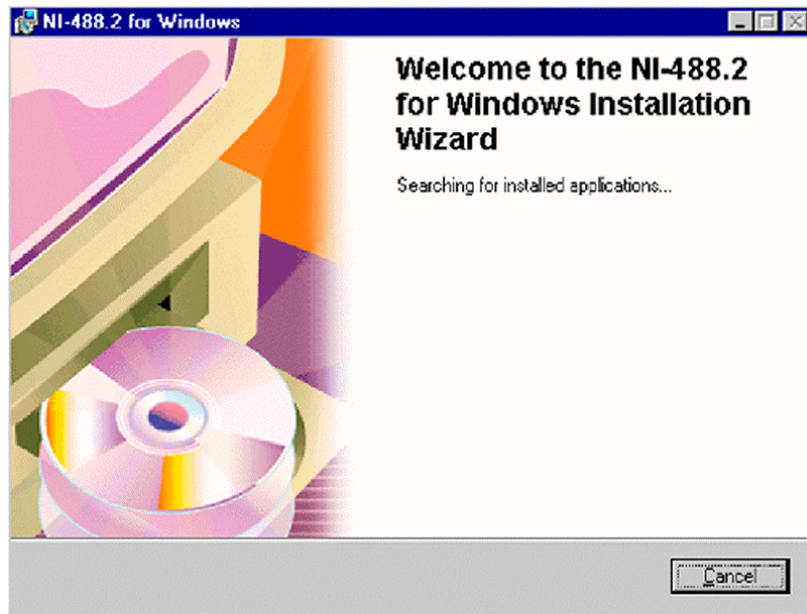 NI-488.2 for Windows
Welcome to the NI-488.2
for Windows Installation
Wizard
Searching for installed applications...
Cancel